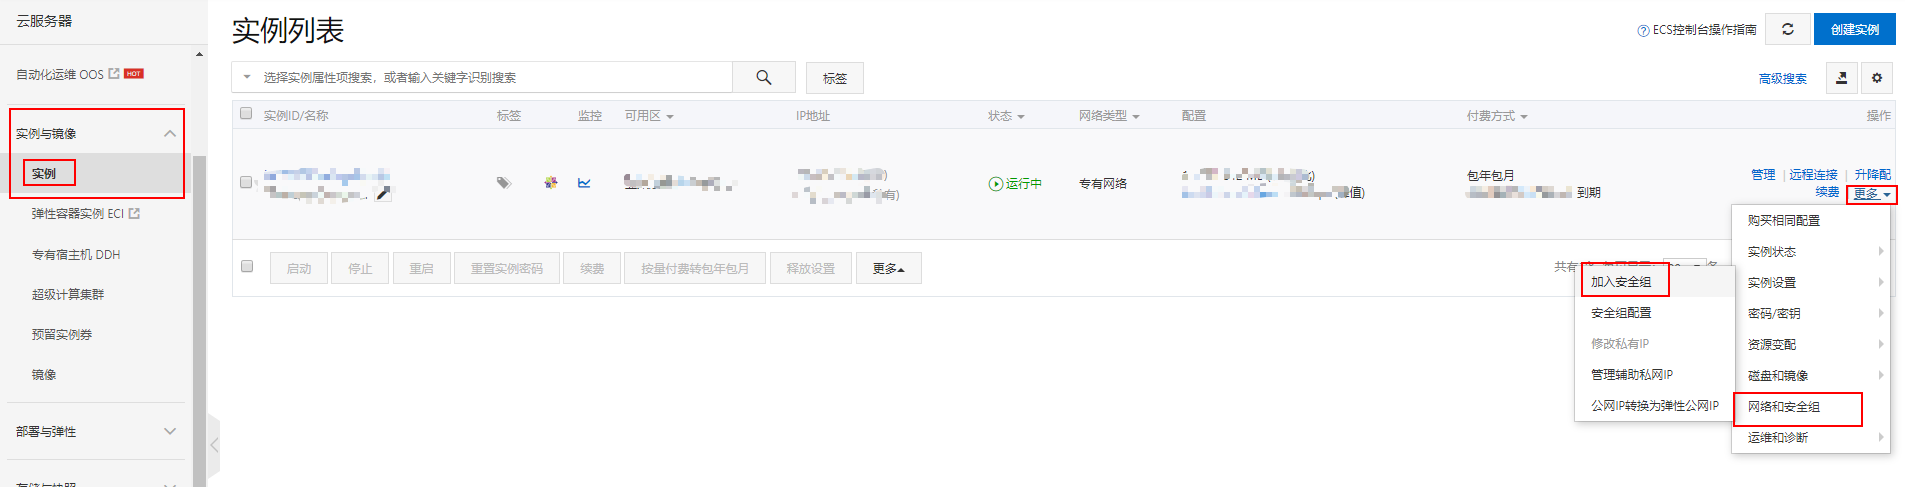 云服务器
自动化运维 OOS HOT
实例与镜像
实例
弹性容器实例 ECI
专有宿主机 DDH
超级计算集群
预留实例券
镜像
部署与弹性
存储与快照
实例列表
ECS控制台操作指南
创建实例
选择实例属性项搜索，或者输入关键字识别搜索
标签
高级搜索
实例ID/名称 标签 监控 可用区 IP地址 状态 网络类型 配置 付费方式 操作
运行中 专有网络
包年包月
到期
管理 | 远程连接 | 升降配
续费 更多
启动 停止 重启 重置实例密码 续费 按量付费转包年包月 释放设置 更多
共有
购买相同配置
实例状态
实例设置
密码/密钥
资源变配
磁盘和镜像
网络和安全组
运维和诊断
加入安全组
安全组配置
修改私有IP
管理辅助私网IP
公网IP转换为弹性公网IP